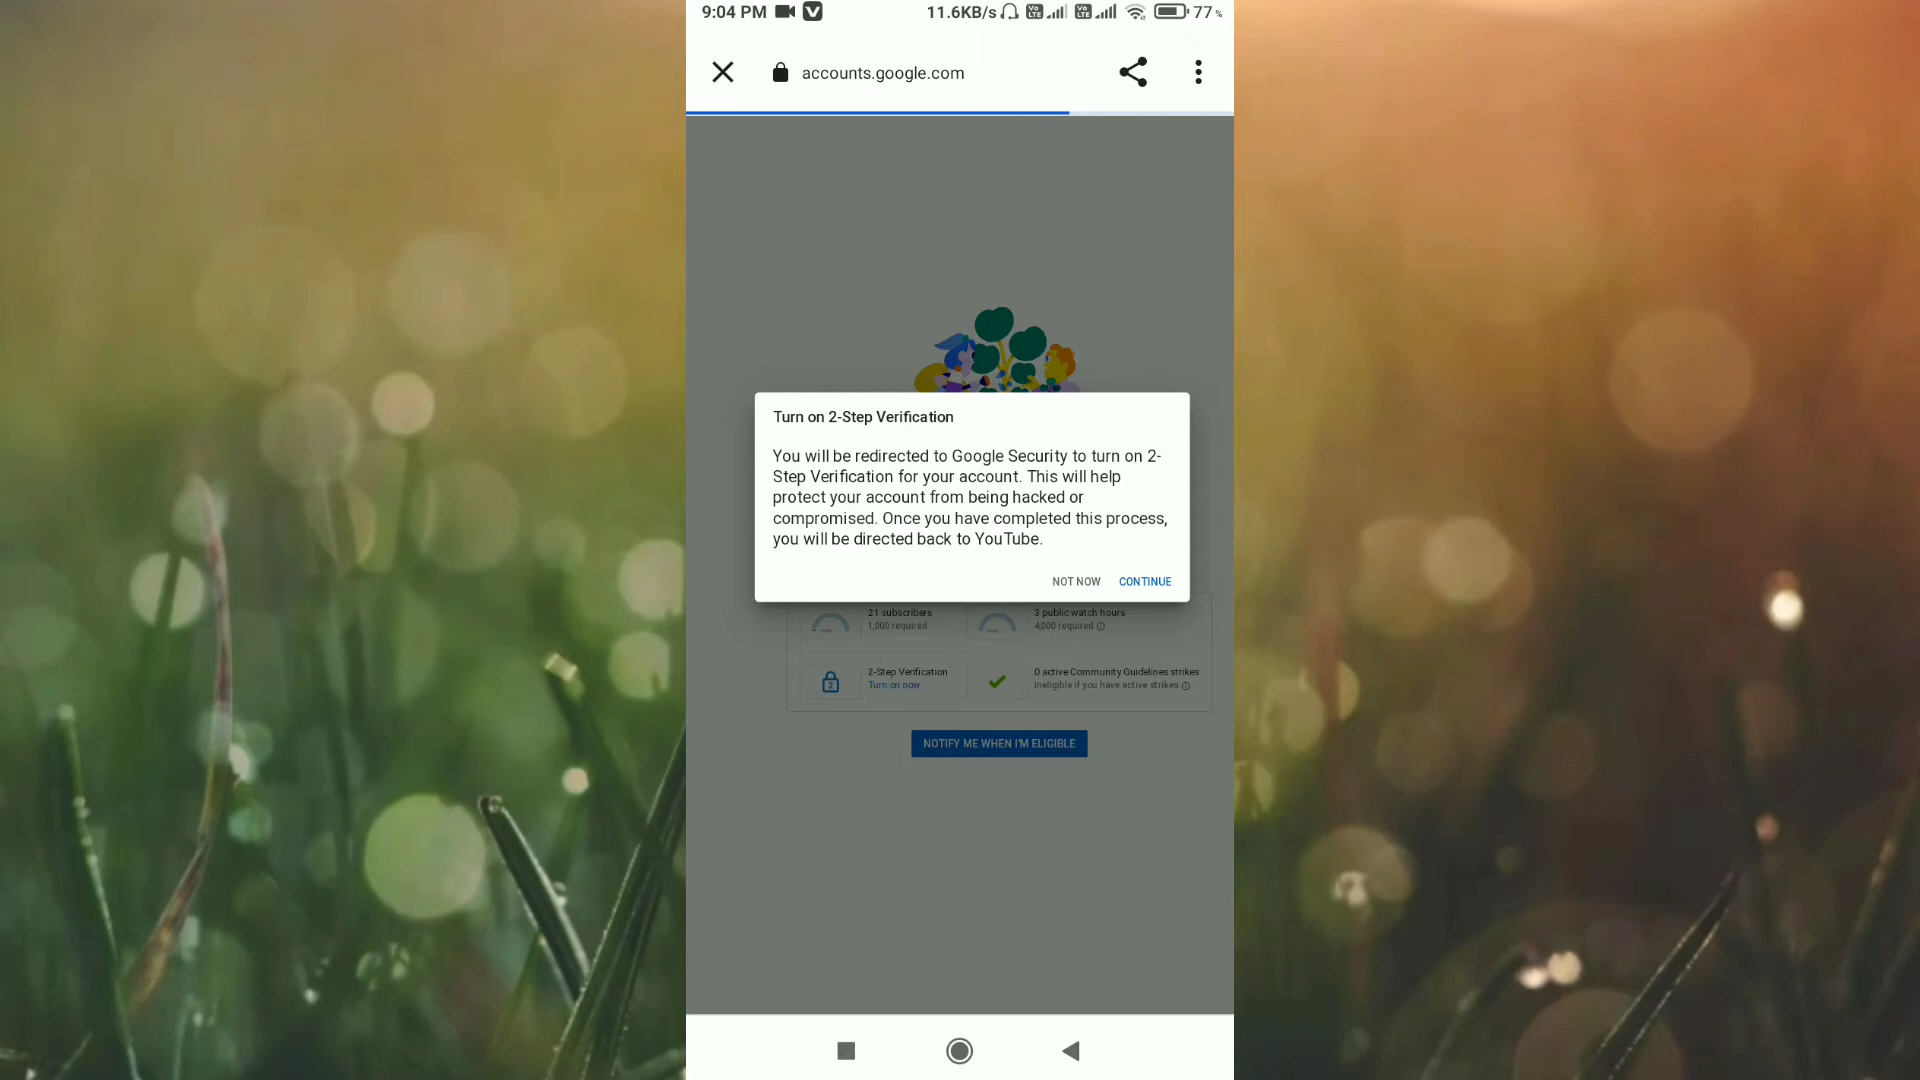 9:04 PM 11.6KB/s Vo LTE Vo LTE 77 %
accounts.google.com
Turn on 2-Step Verification
You will be redirected to Google Security to turn on 2-
Step Verification for your account. This will help
protect your account from being hacked or
compromised. Once you have completed this process,
you will be directed back to YouTube.
NOT NOW CONTINUE
21 subscribers
1,000 required
3 public watch hours
4,000 required
2-Step Verification
Turn on now
0 active Community Guidelines strikes
Ineligible if you have active strikes
NOTIFY ME WHEN I'M ELIGIBLE